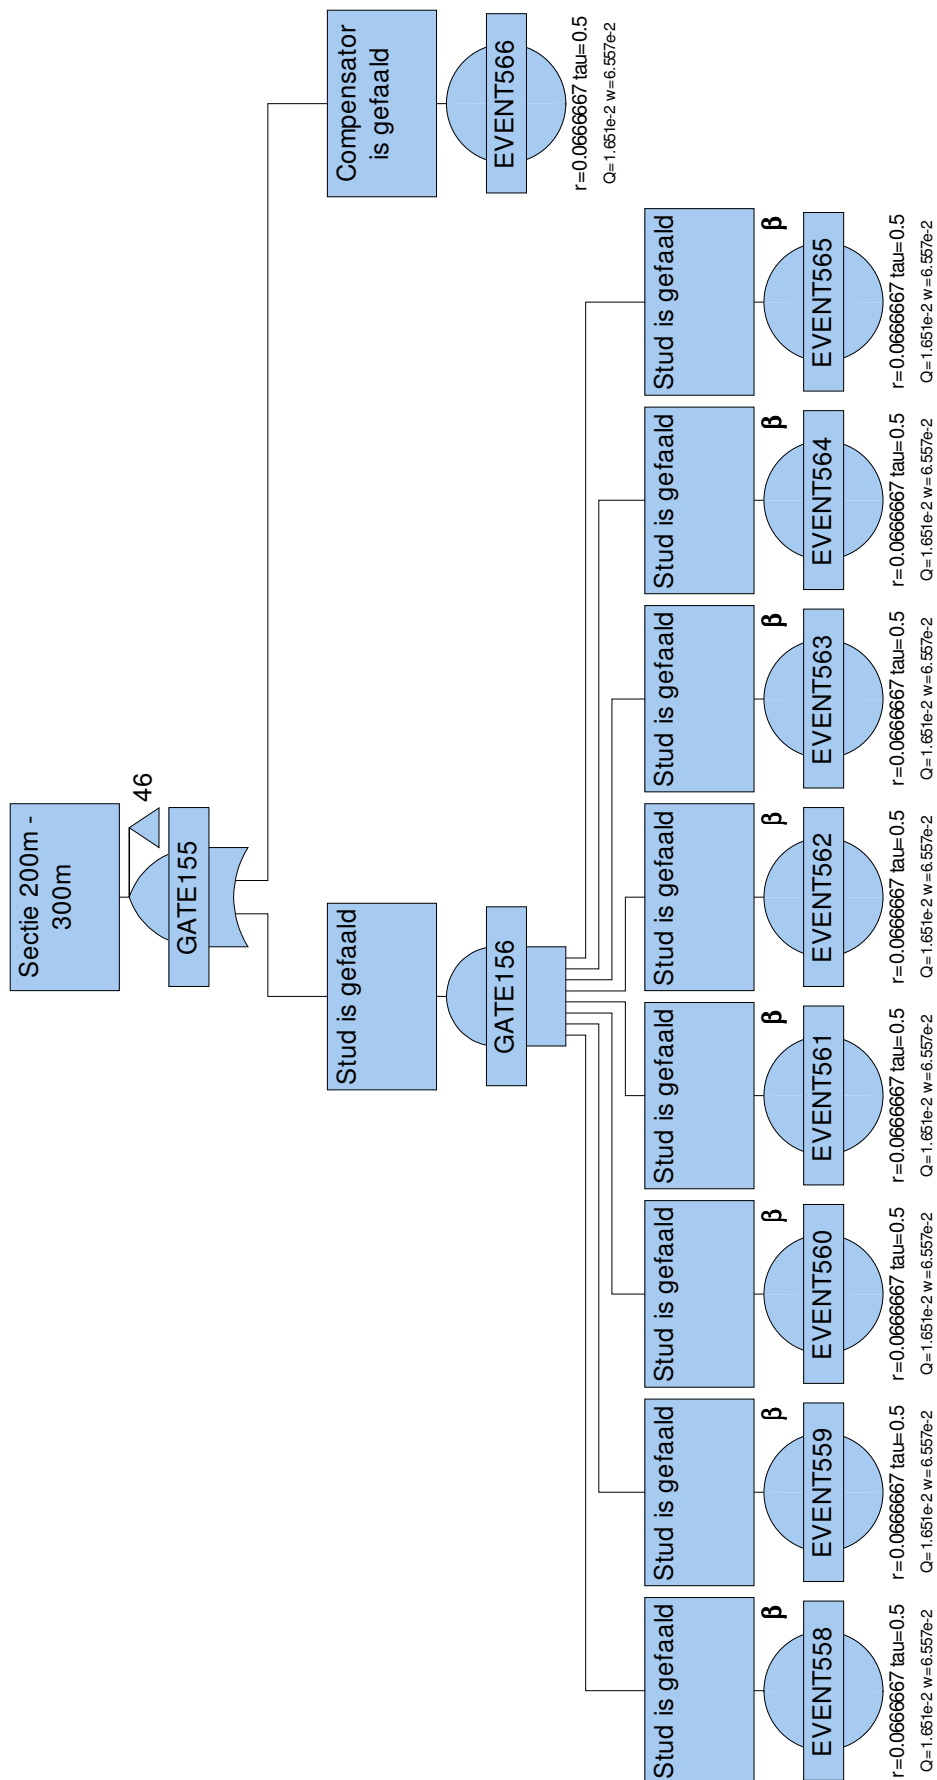 Sectie 200m -
300m
46
GATE155
Stud is gefaald
GATE156
Compensator
is gefaald
EVENT566
r=0.0666667 tau=0.5
Q=1.651e-2 w=6.557e-2
Stud is gefaald
β
EVENT558
r=0.0666667 tau=0.5
Q=1.651e-2 w=6.557e-2
Stud is gefaald
β
EVENT559
r=0.0666667 tau=0.5
Q=1.651e-2 w=6.557e-2
Stud is gefaald
β
EVENT560
r=0.0666667 tau=0.5
Q=1.651e-2 w=6.557e-2
Stud is gefaald
β
EVENT561
r=0.0666667 tau=0.5
Q=1.651e-2 w=6.557e-2
Stud is gefaald
β
EVENT562
r=0.0666667 tau=0.5
Q=1.651e-2 w=6.557e-2
Stud is gefaald
β
EVENT563
r=0.0666667 tau=0.5
Q=1.651e-2 w=6.557e-2
Stud is gefaald
β
EVENT564
r=0.0666667 tau=0.5
Q=1.651e-2 w=6.557e-2
Stud is gefaald
β
EVENT565
r=0.0666667 tau=0.5
Q=1.651e-2 w=6.557e-2